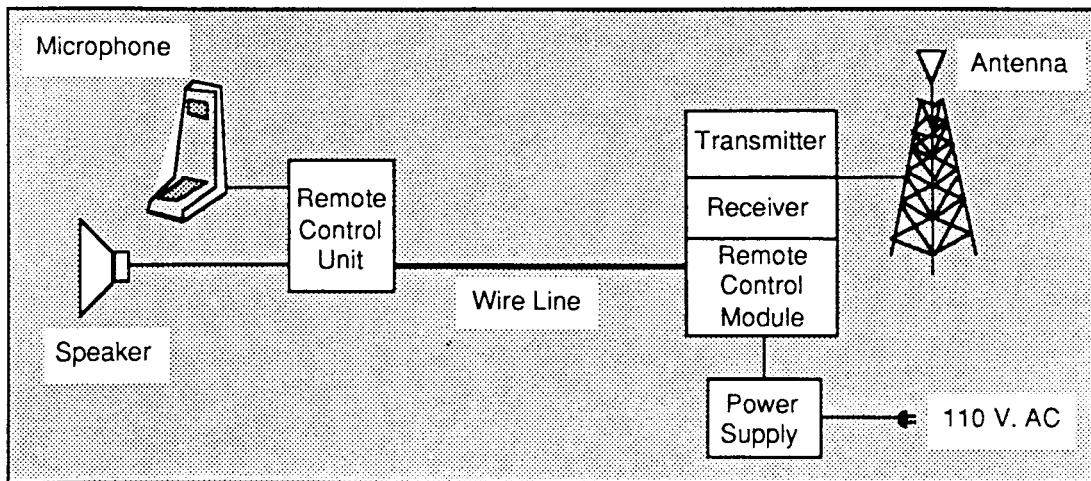 Microphone
Antenna
Transmitter
Receiver
Remote
Control
Module
Remote
Control
Unit
Wire Line
Speaker
Power
Supply
110 V. AC